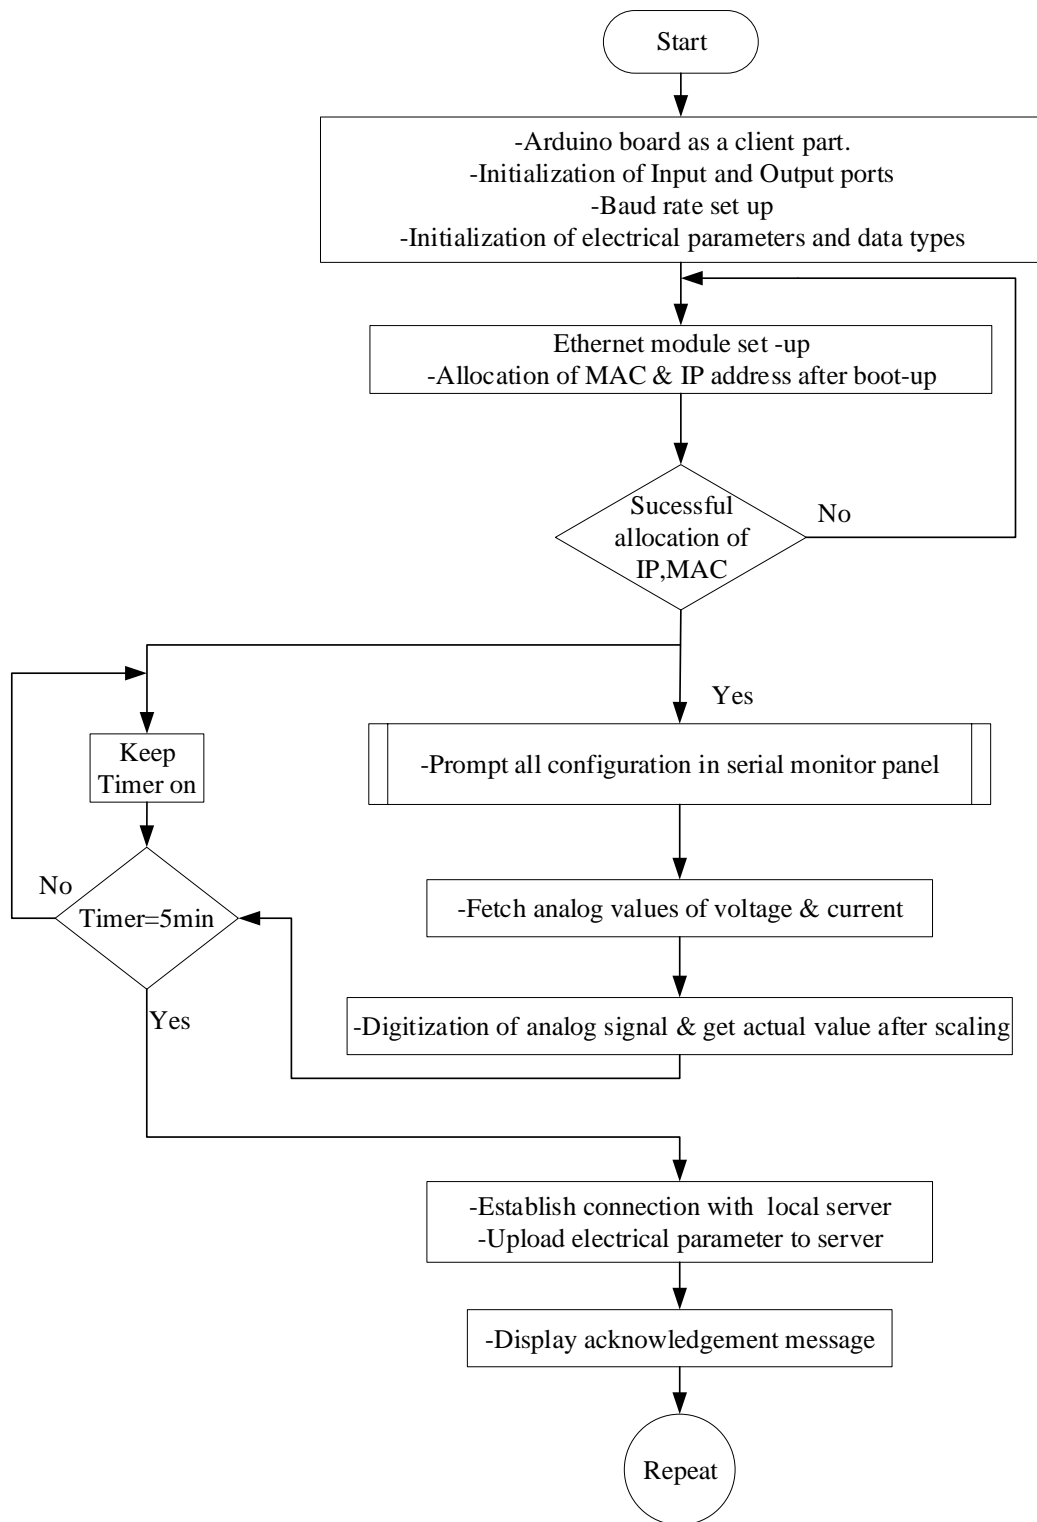 Start
-Arduino board as a client part.
-Initialization of Input and Output ports
-Baud rate set up
-Initialization of electrical parameters and data types
Ethernet module set -up
-Allocation of MAC & IP address after boot-up
Sucessful
allocation of
IP,MAC
No
Yes
Keep
Timer on
-Prompt all configuration in serial monitor panel
No
Timer=5min
-Fetch analog values of voltage & current
Yes
-Digitization of analog signal & get actual value after scaling
-Establish connection with  local server
-Upload electrical parameter to server
-Display acknowledgement message
Repeat